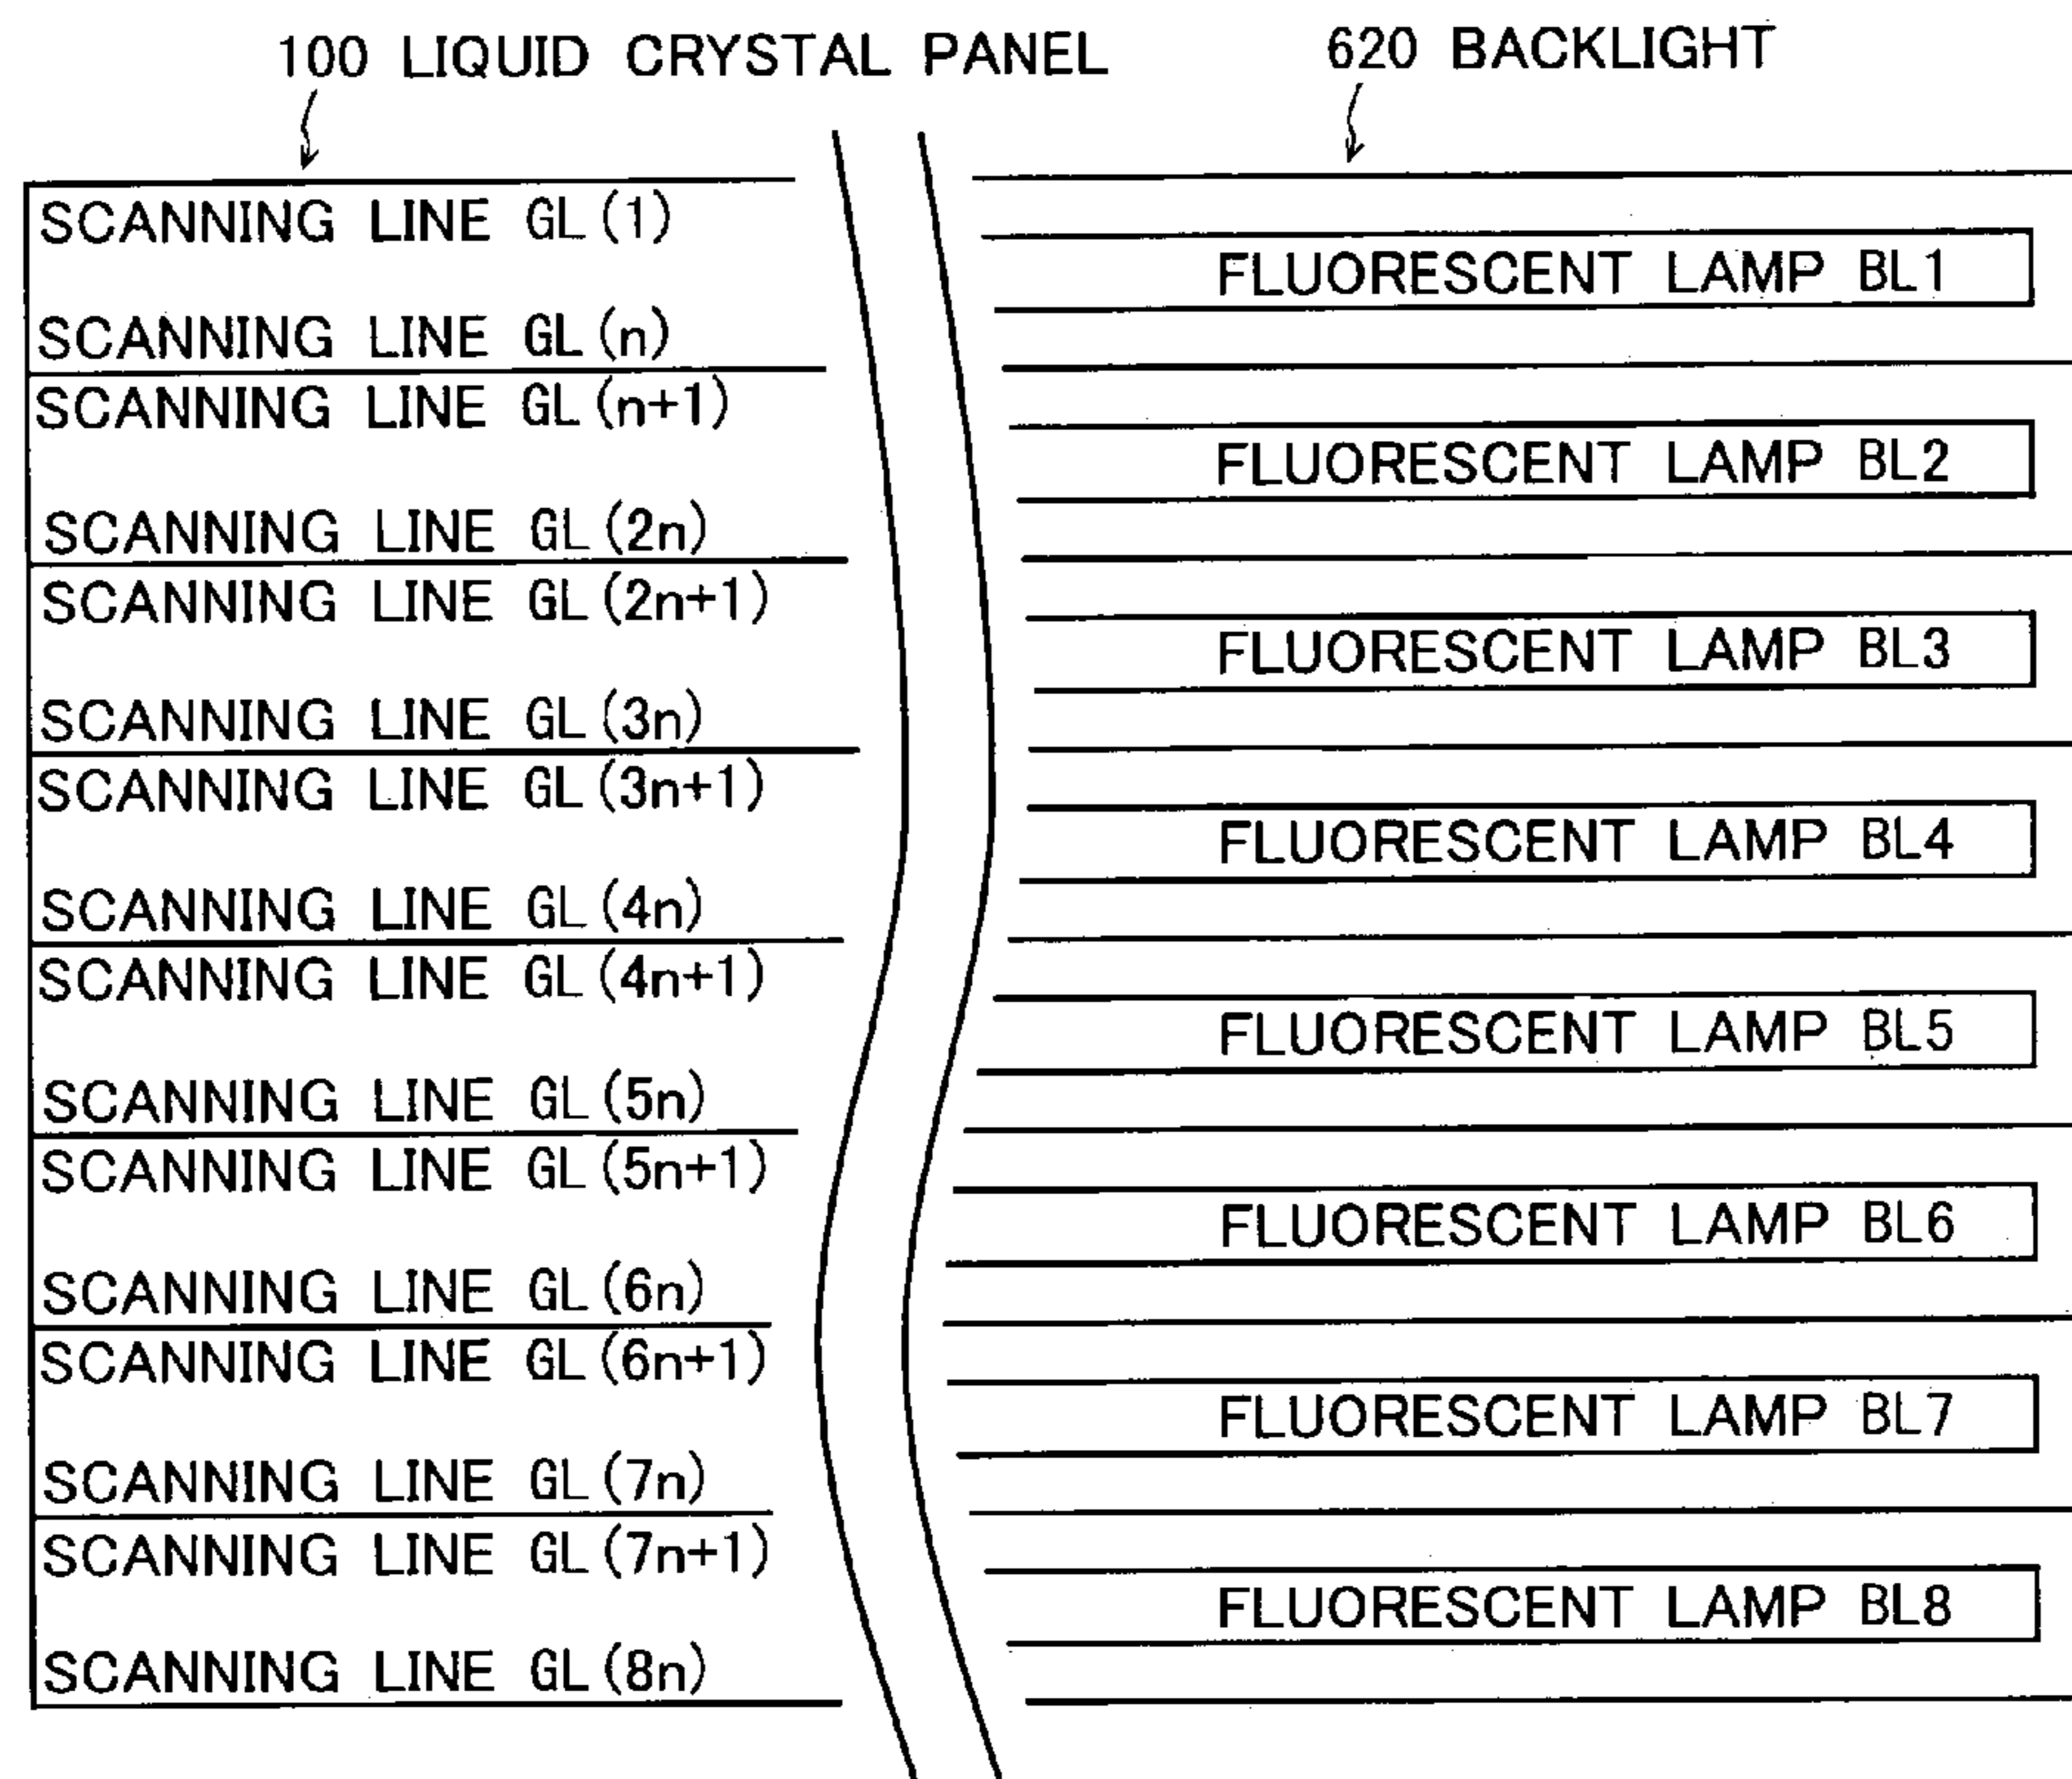 100 LIQUID CRYSTAL PANEL
620 BACKLIGHT
SCANNING LINE GL(1)
FLUORESCENT LAMP BL1
SCANNING LINE GL(n)
SCANNING LINE GL(n+1)
FLUORESCENT LAMP BL2
SCANNING LINE GL(2n)
SCANNING LINE GL(2n+1)
FLUORESCENT LAMP BL3
SCANNING LINE GL(3n)
SCANNING LINE GL(3n+1)
FLUORESCENT LAMP BL4
SCANNING LINE GL(4n)
SCANNING LINE GL(4n+1)
FLUORESCENT LAMP BL5
SCANNING LINE GL(5n)
SCANNING LINE GL(5n+1)
FLUORESCENT LAMP BL6
SCANNING LINE GL(6n)
SCANNING LINE GL(6n+1)
FLUORESCENT LAMP BL7
SCANNING LINE GL(7n)
SCANNING LINE GL(7n+1)
FLUORESCENT LAMP BL8
SCANNING LINE GL(8n)